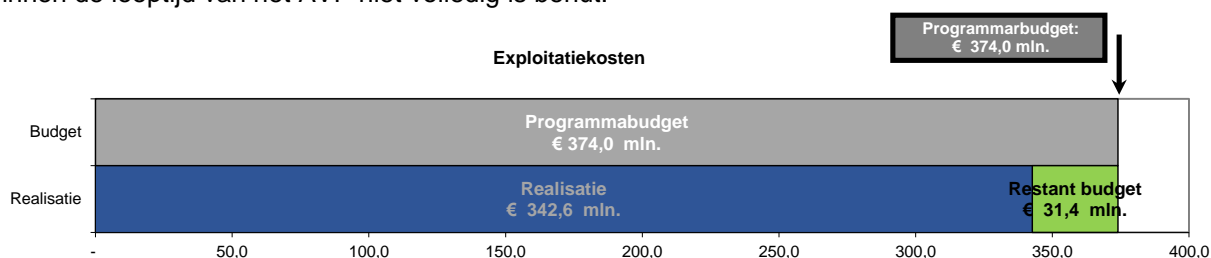 Programmarbudget:
€ 374,0 mln.
Exploitatiekosten
Budget
Programmabudget
€ 374,0 mln.
Realisatie
Realisatie
€ 342,6 mln.
Restant budget
€ 31,4 mln.
- 50,0 100,0 150,0 200,0 250,0 300,0 350,0 400,0